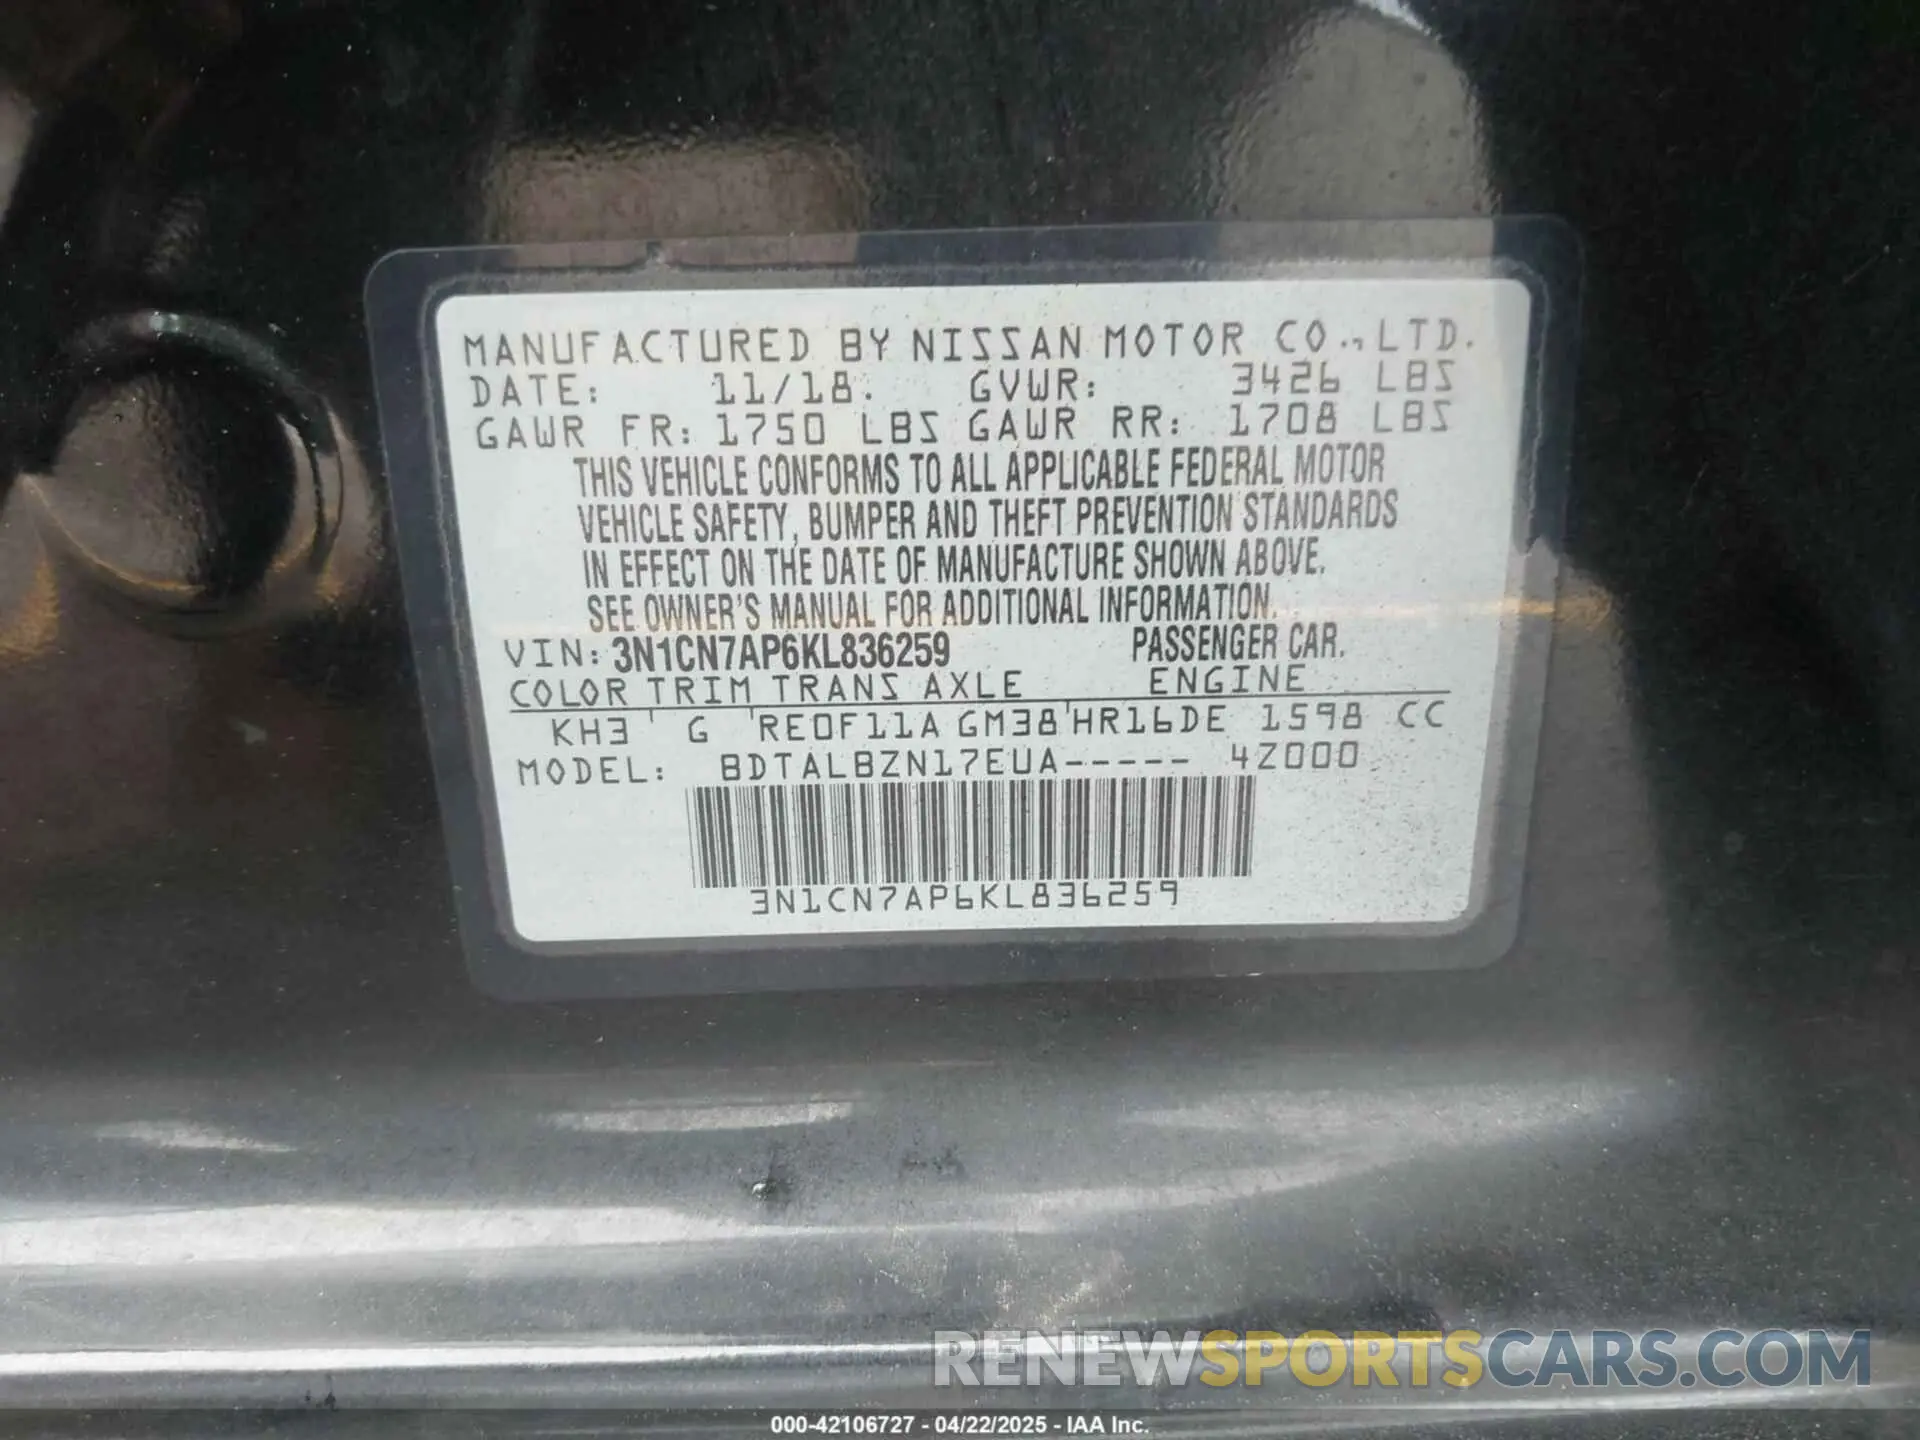 MANUFACTURED BY NISSAN MOTOR CO.,LTD.
DATE: 11/18. GVWR: 3426 LBS
GAWR FR: 1750 LBS GAWR RR: 1708 LBS
THIS VEHICLE CONFORMS TO ALL APPLICABLE FEDERAL MOTOR
VEHICLE SAFETY, BUMPER AND THEFT PREVENTION STANDARDS
IN EFFECT ON THE DATE OF MANUFACTURE SHOWN ABOVE.
SEE OWNER'S MANUAL FOR ADDITIONAL INFORMATION.
VIN: 3N1CN7AP6KL836259 PASSENGER CAR.
COLOR TRIM TRANS AXLE ENGINE
KH3 ' G 'RE0F11A GM38'HR16DE 1598 CC
MODEL: BDTALBZN17EUA----- 4Z000
3N1CN7AP6KL836259
RENEWSPORTSCARS.COM
000-42106727 - 04/22/2025 - IAA Inc.